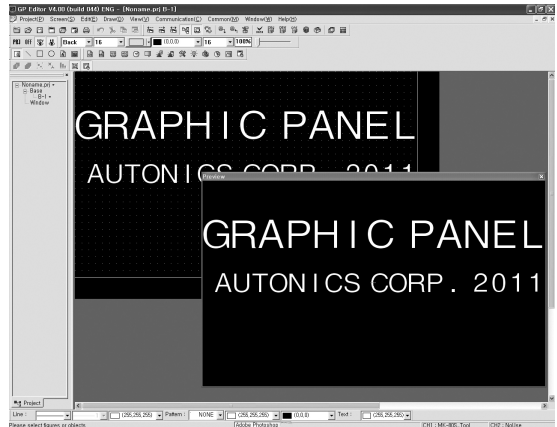 GP Editor V4.00 (build 044) ENG - [Noname.prj B-1]
Project(P) Screen(S) Edit(E) Draw(D) View(V) Communication(C) Common(M) Window(W) Help(H)
Back 16 (0,0,0) 16 100%
Noname.prj +
Base
B-1 +
Window
GRAPHIC PANEL
AUTONICS CORP. 2011
Preview
GRAPHIC PANEL
AUTONICS CORP. 2011
Project
Line : (255,255,255) Pattern : NONE (255,255,255) (0,0,0) Text : (255,255,255)
Please select figures or objects Adobe Photoshop CH1 : MK-80S, Tool CH2 : NoUse